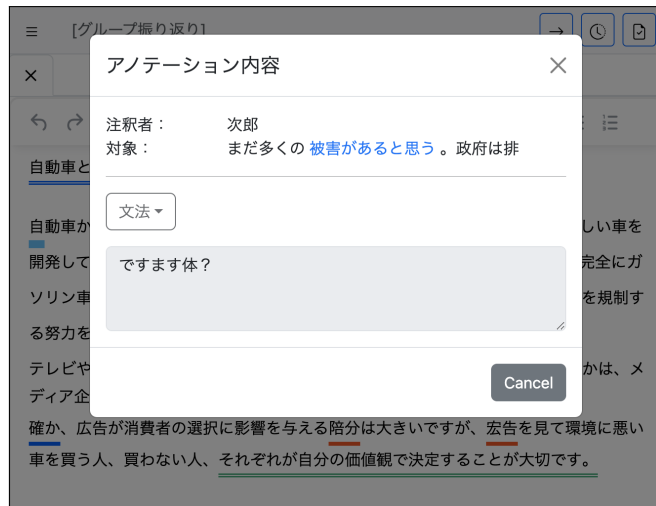 [グループ振り返り]
アノテーション内容
注釈者： 次郎
対象： まだ多くの 被害があると思う 。政府は排
自動車と
文法
自動車か しい車を
ですます体？
開発して 完全にガ
ソリン車 を規制す
る努力を
テレビや かは、メ
ディア企
Cancel
確か、広告が消費者の選択に影響を与える陪分は大きいですが、宏告を見て環境に悪い
車を買う人、買わない人、それぞれが自分の価値観で決定することが大切です。